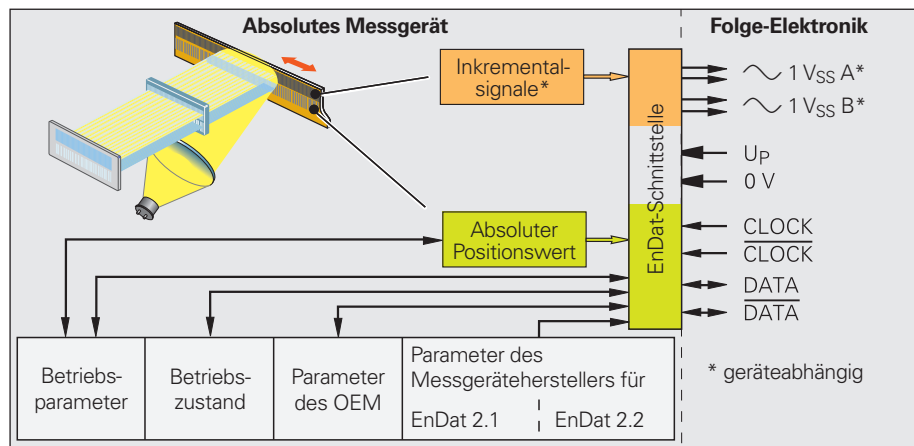 Absolutes Messgerät
Folge-Elektronik
Inkremental-
signale*
1 VSS A*
1 VSS B*
EnDat-Schnittstelle
UP
0 V
Absoluter
Positionswert
CLOCK
CLOCK
DATA
DATA
Betriebs-
parameter
Betriebs-
zustand
Parameter
des OEM
Parameter des
Messgeräteherstellers für
EnDat 2.1
EnDat 2.2
* geräteabhängig